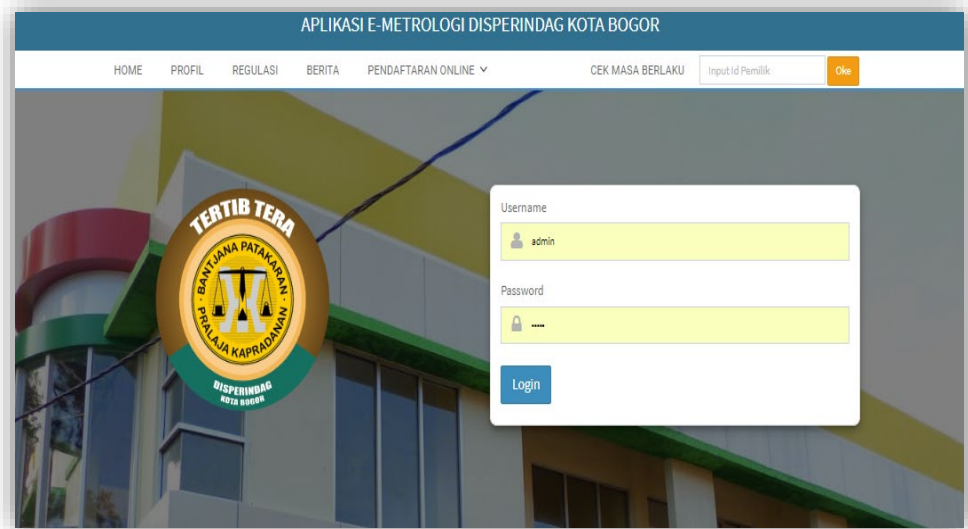 APLIKASI E-METROLOGI DISPERINDAG KOTA BOGOR
HOME PROFIL REGULASI BERITA PENDAFTARAN ONLINE CEK MASA BERLAKU Input Id Pemilik Oke
TERTIB TERA
BANTJANA PATAKARAN
PRALAJA KAPRADANAN
DISPERINDAG
KOTA BOGOR
Username
admin
Password
•••••
Login